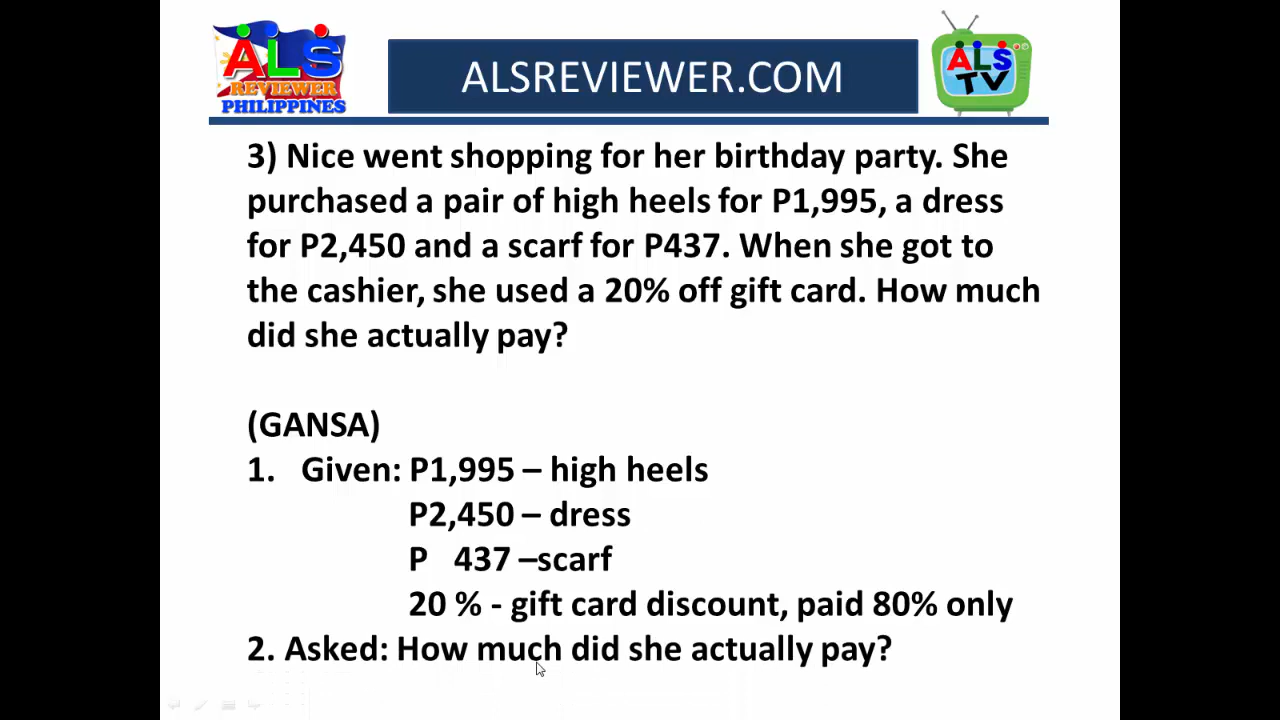 ALS
REVIEWER
PHILIPPINES
ALSREVIEWER.COM
ALS
TV
3) Nice went shopping for her birthday party. She
purchased a pair of high heels for P1,995, a dress
for P2,450 and a scarf for P437. When she got to
the cashier, she used a 20% off gift card. How much
did she actually pay?
(GANSA)
1. Given: P1,995 – high heels
P2,450 – dress
P 437 –scarf
20 % - gift card discount, paid 80% only
2. Asked: How much did she actually pay?